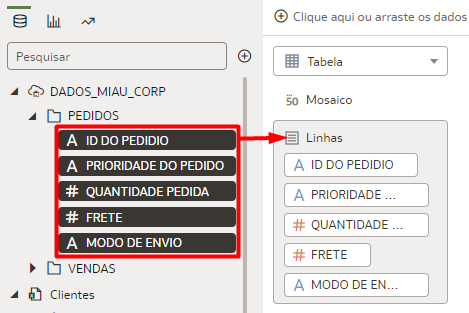 Pesquisar
DADOS_MIAU_CORP
PEDIDOS
A ID DO PEDIDIO
A PRIORIDADE DO PEDIDO
# QUANTIDADE PEDIDA
# FRETE
A MODO DE ENVIO
VENDAS
Clientes
Clique aqui ou arraste os dados
Tabela
50 Mosaico
Linhas
A ID DO PEDIDIO
A PRIORIDADE ...
# QUANTIDADE ...
# FRETE
A MODO DE EN...